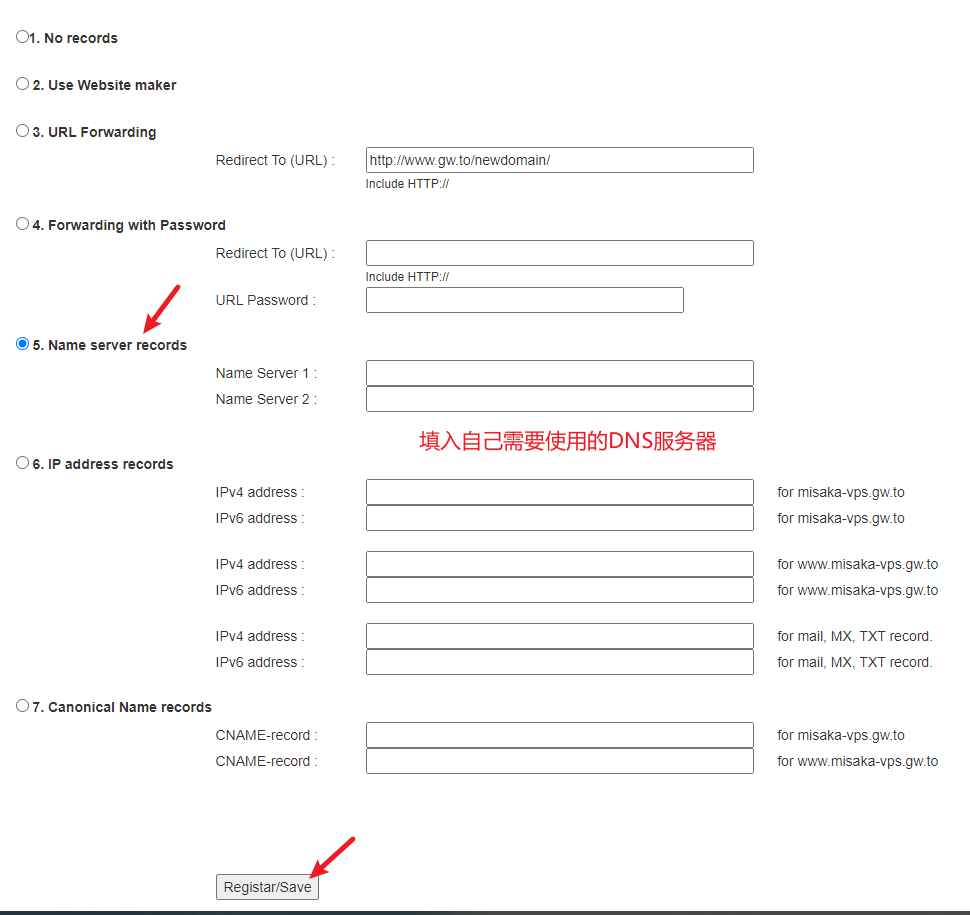 1. No records
2. Use Website maker
3. URL Forwarding
Redirect To (URL) : http://www.gw.to/newdomain/
Include HTTP://
4. Forwarding with Password
Redirect To (URL) :
Include HTTP://
URL Password :
5. Name server records
Name Server 1 :
Name Server 2 :
填入自己需要使用的DNS服务器
6. IP address records
IPv4 address : for misaka-vps.gw.to
IPv6 address : for misaka-vps.gw.to
IPv4 address : for www.misaka-vps.gw.to
IPv6 address : for www.misaka-vps.gw.to
IPv4 address : for mail, MX, TXT record.
IPv6 address : for mail, MX, TXT record.
7. Canonical Name records
CNAME-record : for misaka-vps.gw.to
CNAME-record : for www.misaka-vps.gw.to
Registar/Save